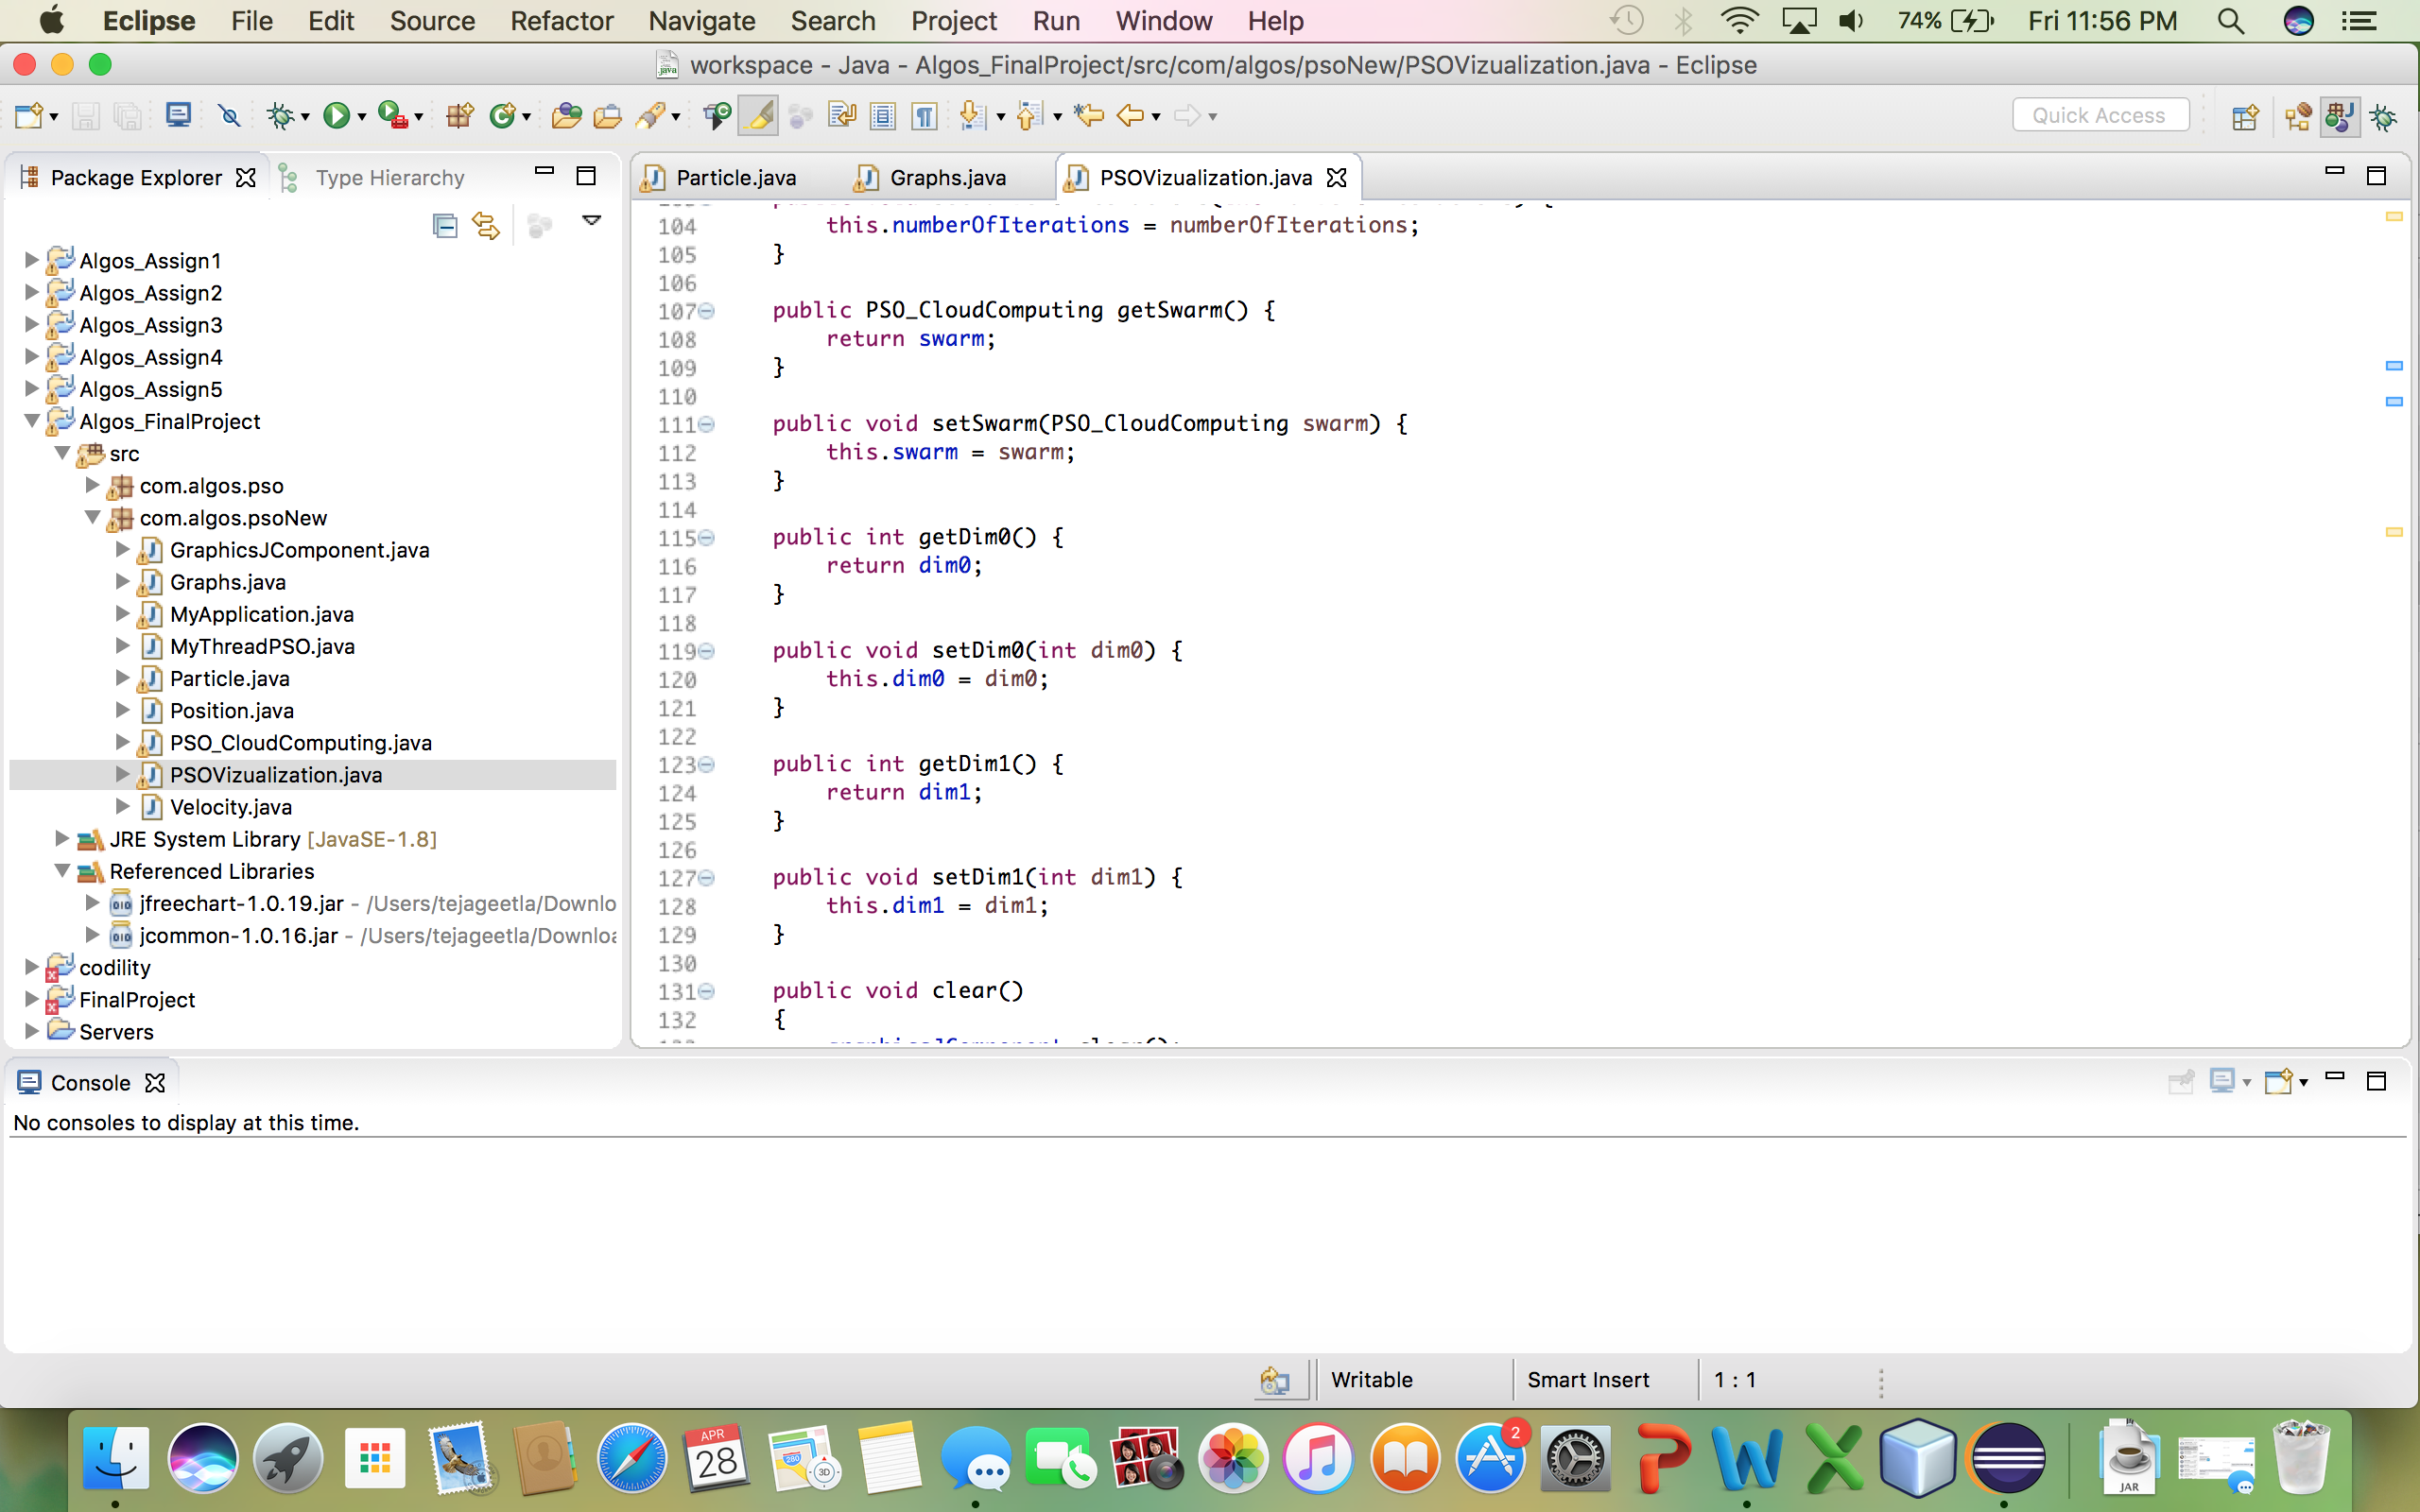 Eclipse File Edit Source Refactor Navigate Search Project Run Window Help 74% Fri 11:56 PM
workspace - Java - Algos_FinalProject/src/com/algos/psoNew/PSOVizualization.java - Eclipse
Quick Access
Package Explorer Type Hierarchy
Algos_Assign1
Algos_Assign2
Algos_Assign3
Algos_Assign4
Algos_Assign5
Algos_FinalProject
src
com.algos.pso
com.algos.psoNew
GraphicsJComponent.java
Graphs.java
MyApplication.java
MyThreadPSO.java
Particle.java
Position.java
PSO_CloudComputing.java
PSOVizualization.java
Velocity.java
JRE System Library [JavaSE-1.8]
Referenced Libraries
jfreechart-1.0.19.jar - /Users/tejageetla/Downlo
jcommon-1.0.16.jar - /Users/tejageetla/Downloa
codility
FinalProject
Servers
Particle.java Graphs.java PSOVizualization.java
104 this.numberOfIterations = numberOfIterations;
105 }
106
107 public PSO_CloudComputing getSwarm() {
108 return swarm;
109 }
110
111 public void setSwarm(PSO_CloudComputing swarm) {
112 this.swarm = swarm;
113 }
114
115 public int getDim0() {
116 return dim0;
117 }
118
119 public void setDim0(int dim0) {
120 this.dim0 = dim0;
121 }
122
123 public int getDim1() {
124 return dim1;
125 }
126
127 public void setDim1(int dim1) {
128 this.dim1 = dim1;
129 }
130
131 public void clear()
132 {
Console
No consoles to display at this time.
Writable Smart Insert 1 : 1
APR
28
280
3D
2
JAR